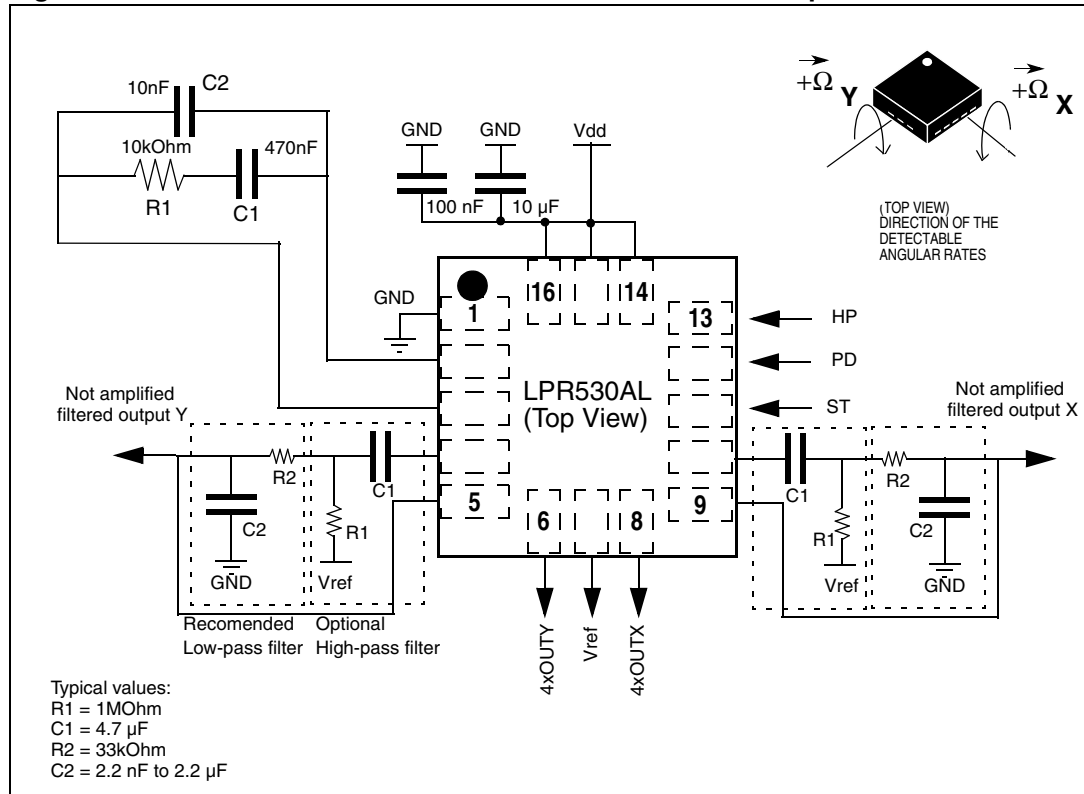 10nF C2
10kOhm 470nF
R1 C1
GND GND Vdd
100 nF 10 µF
+Ω Y +Ω X
(TOP VIEW)
DIRECTION OF THE
DETECTABLE
ANGULAR RATES
GND
1 16 14 13
HP
PD
ST
LPR530AL
(Top View)
Not amplified
filtered output Y
Not amplified
filtered output X
R2 C1
C2 R1
GND Vref
5 6 8 9
C1 R2
R1 C2
Vref GND
Recomended
Low-pass filter
Optional
High-pass filter
4xOUTY
Vref
4xOUTX
Typical values:
R1 = 1MOhm
C1 = 4.7 µF
R2 = 33kOhm
C2 = 2.2 nF to 2.2 µF